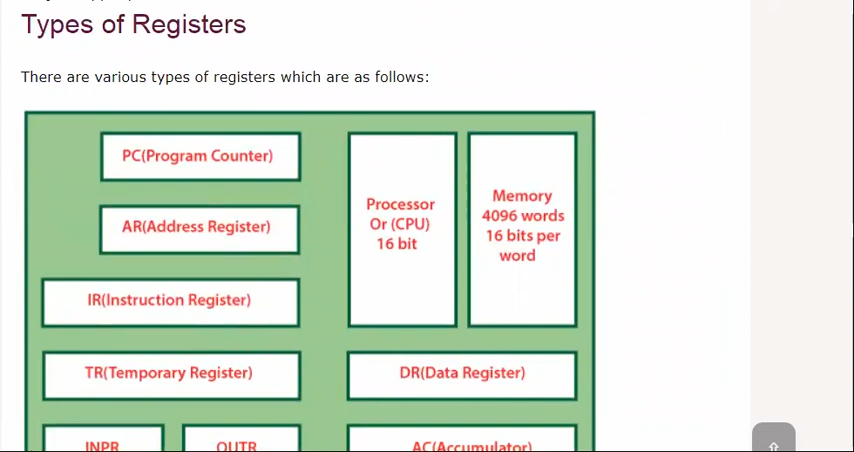 Types of Registers
There are various types of registers which are as follows:
PC(Program Counter)
AR(Address Register)
IR(Instruction Register)
TR(Temporary Register)
INPR
OUTR
Processor
Or (CPU)
16 bit
Memory
4096 words
16 bits per
word
DR(Data Register)
AC(Accumulator)